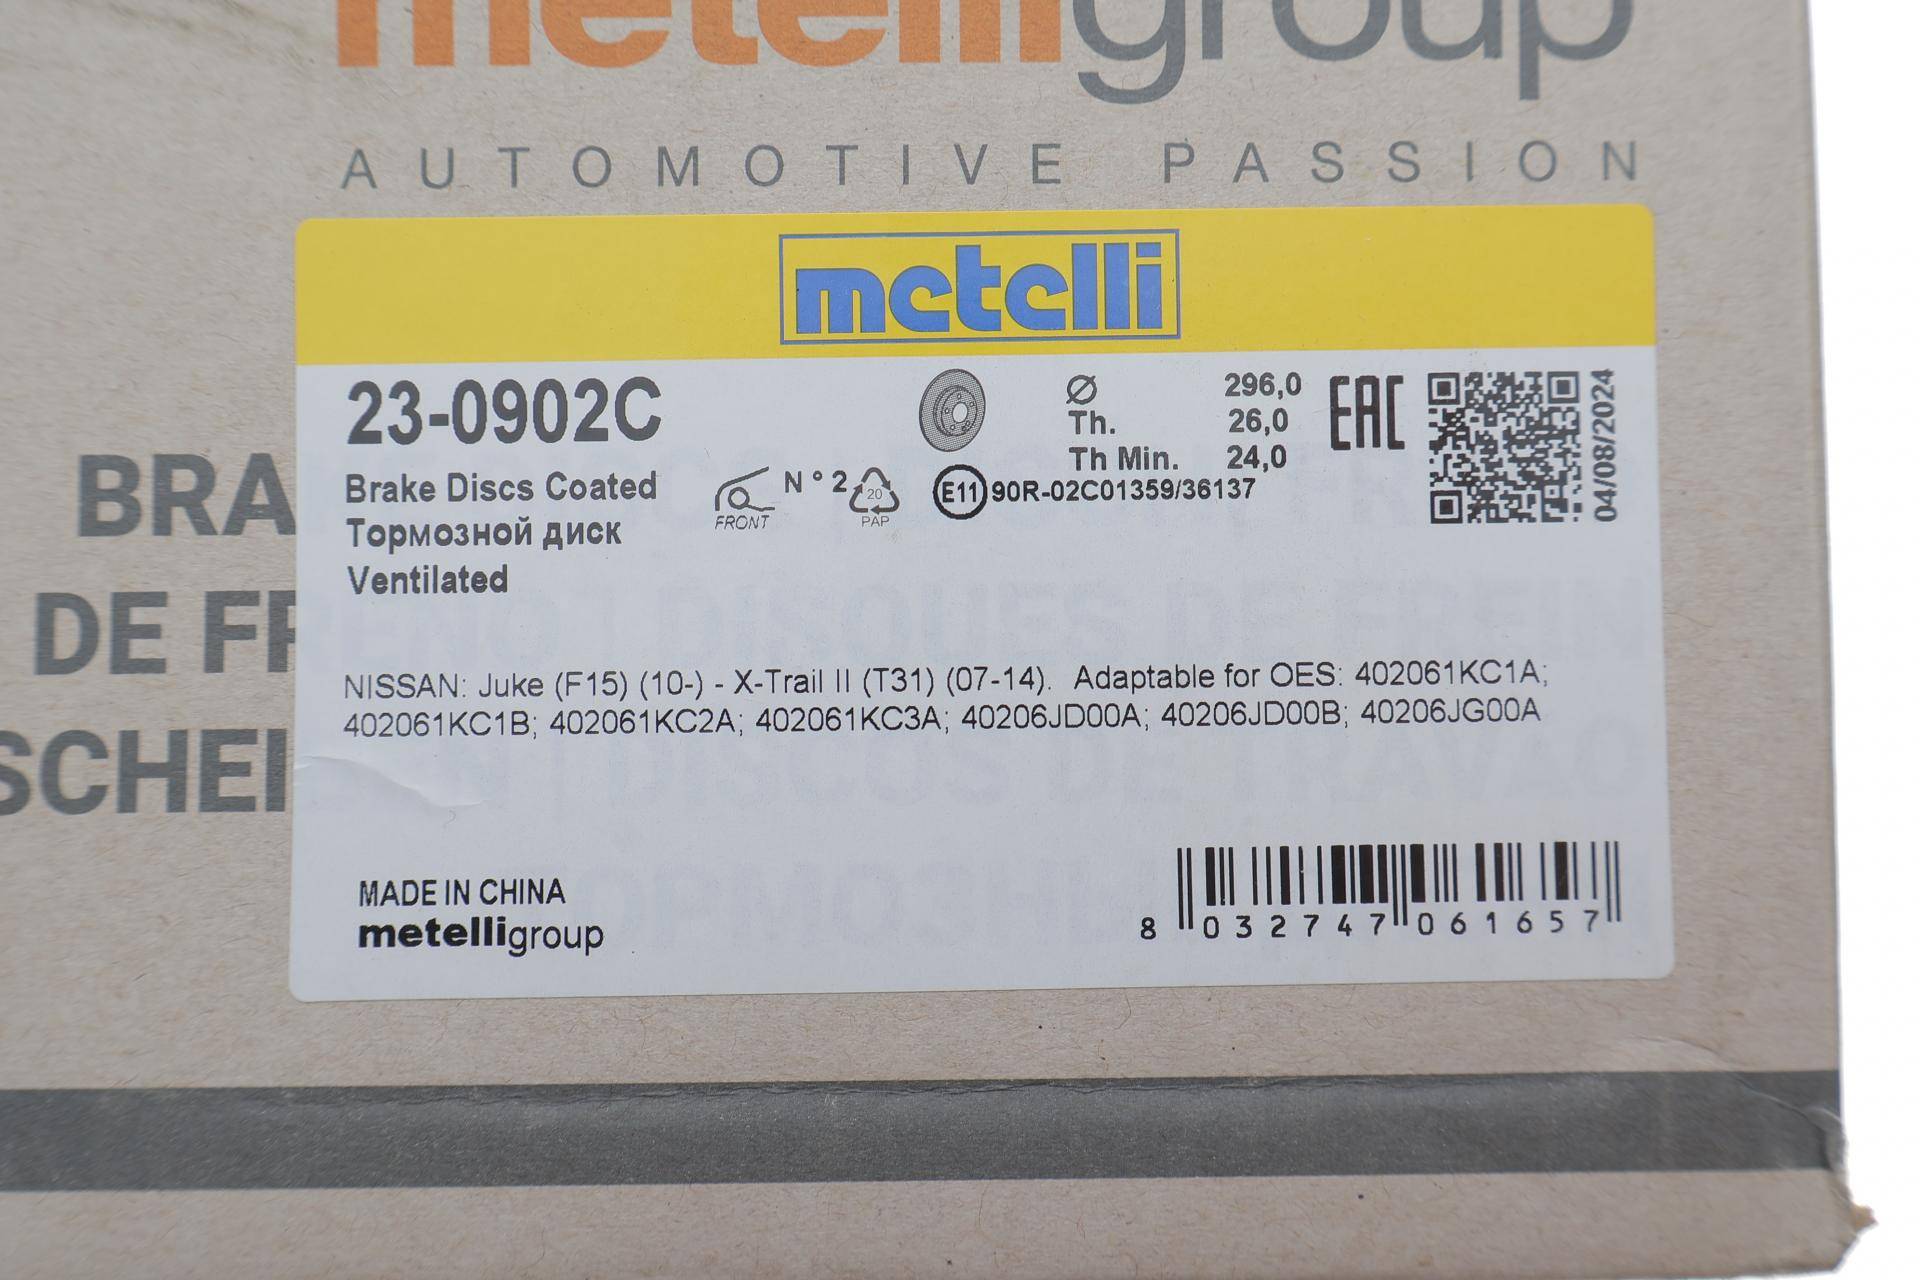 metelligroup
AUTOMOTIVE PASSION
metelli
23-0902C
Brake Discs Coated
Тормозной диск
Ventilated
FRONT
N° 2
20
PAP
Ø 296,0
Th. 26,0
Th Min. 24,0
E11 90R-02C01359/36137
EAC
04/08/2024
BRA
DE FR
SCHEI
NISSAN: Juke (F15) (10-) - X-Trail II (T31) (07-14). Adaptable for OES: 402061KC1A;
402061KC1B; 402061KC2A; 402061KC3A; 40206JD00A; 40206JD00B; 40206JG00A
MADE IN CHINA
metelligroup
8 032747 061657